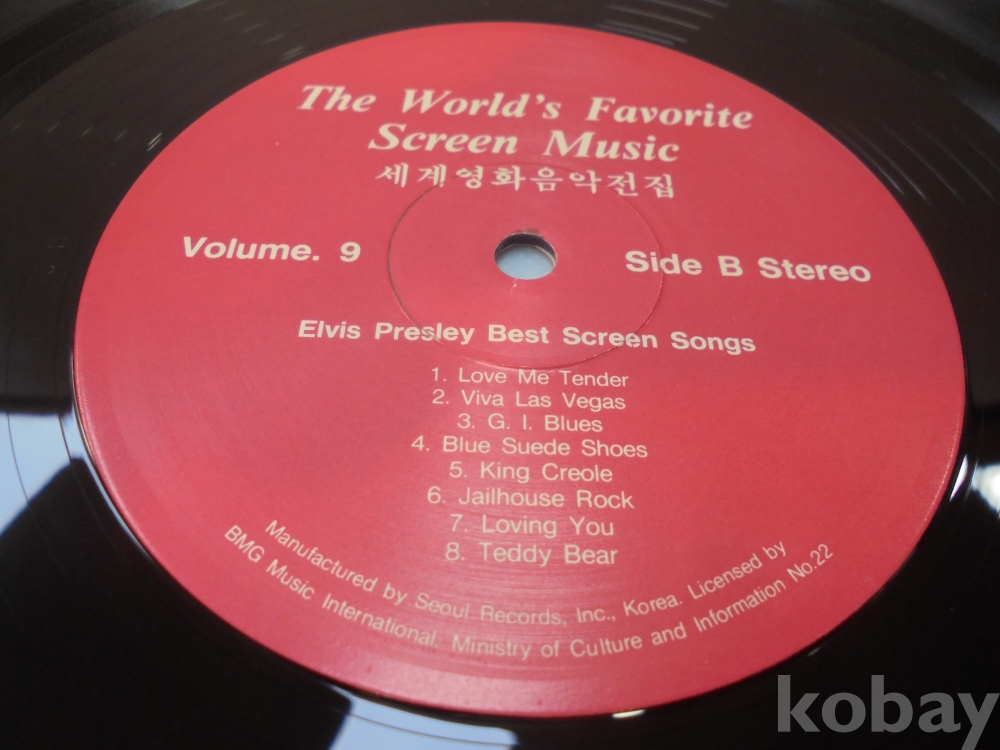 The World's Favorite
Screen Music
세계영화음악전집
Volume. 9
Side B Stereo
Elvis Presley Best Screen Songs
1. Love Me Tender
2. Viva Las Vegas
3. G. I. Blues
4. Blue Suede Shoes
5. King Creole
6. Jailhouse Rock
7. Loving You
8. Teddy Bear
Manufactured by Seoul Records, Inc., Korea. Licensed by
BMG Music International. Ministry of Culture and Information No.22
kobay